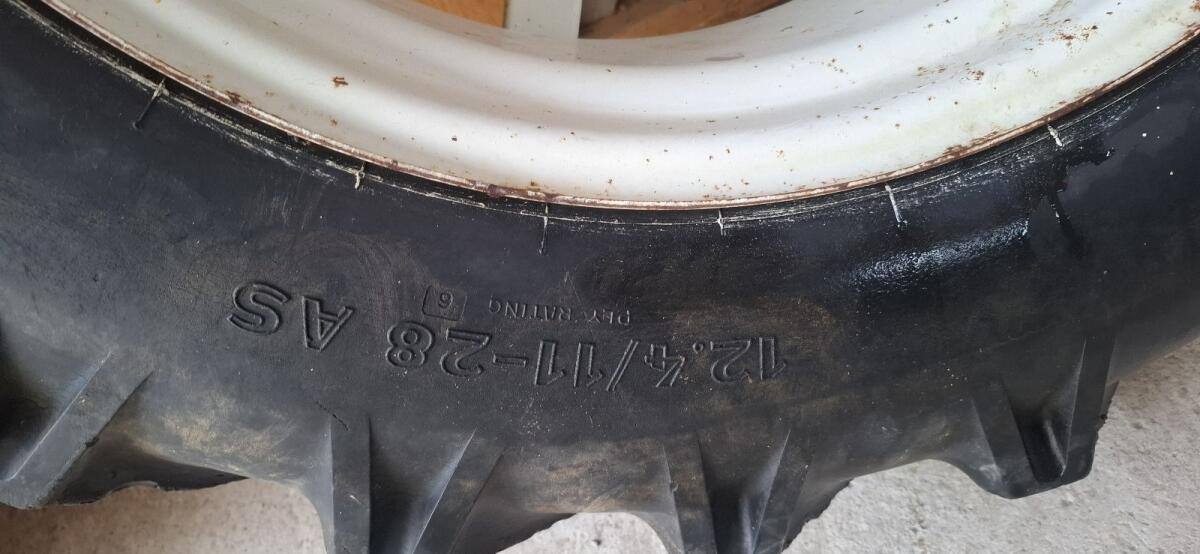 12.4/11-28 AS
PLY RATING 6